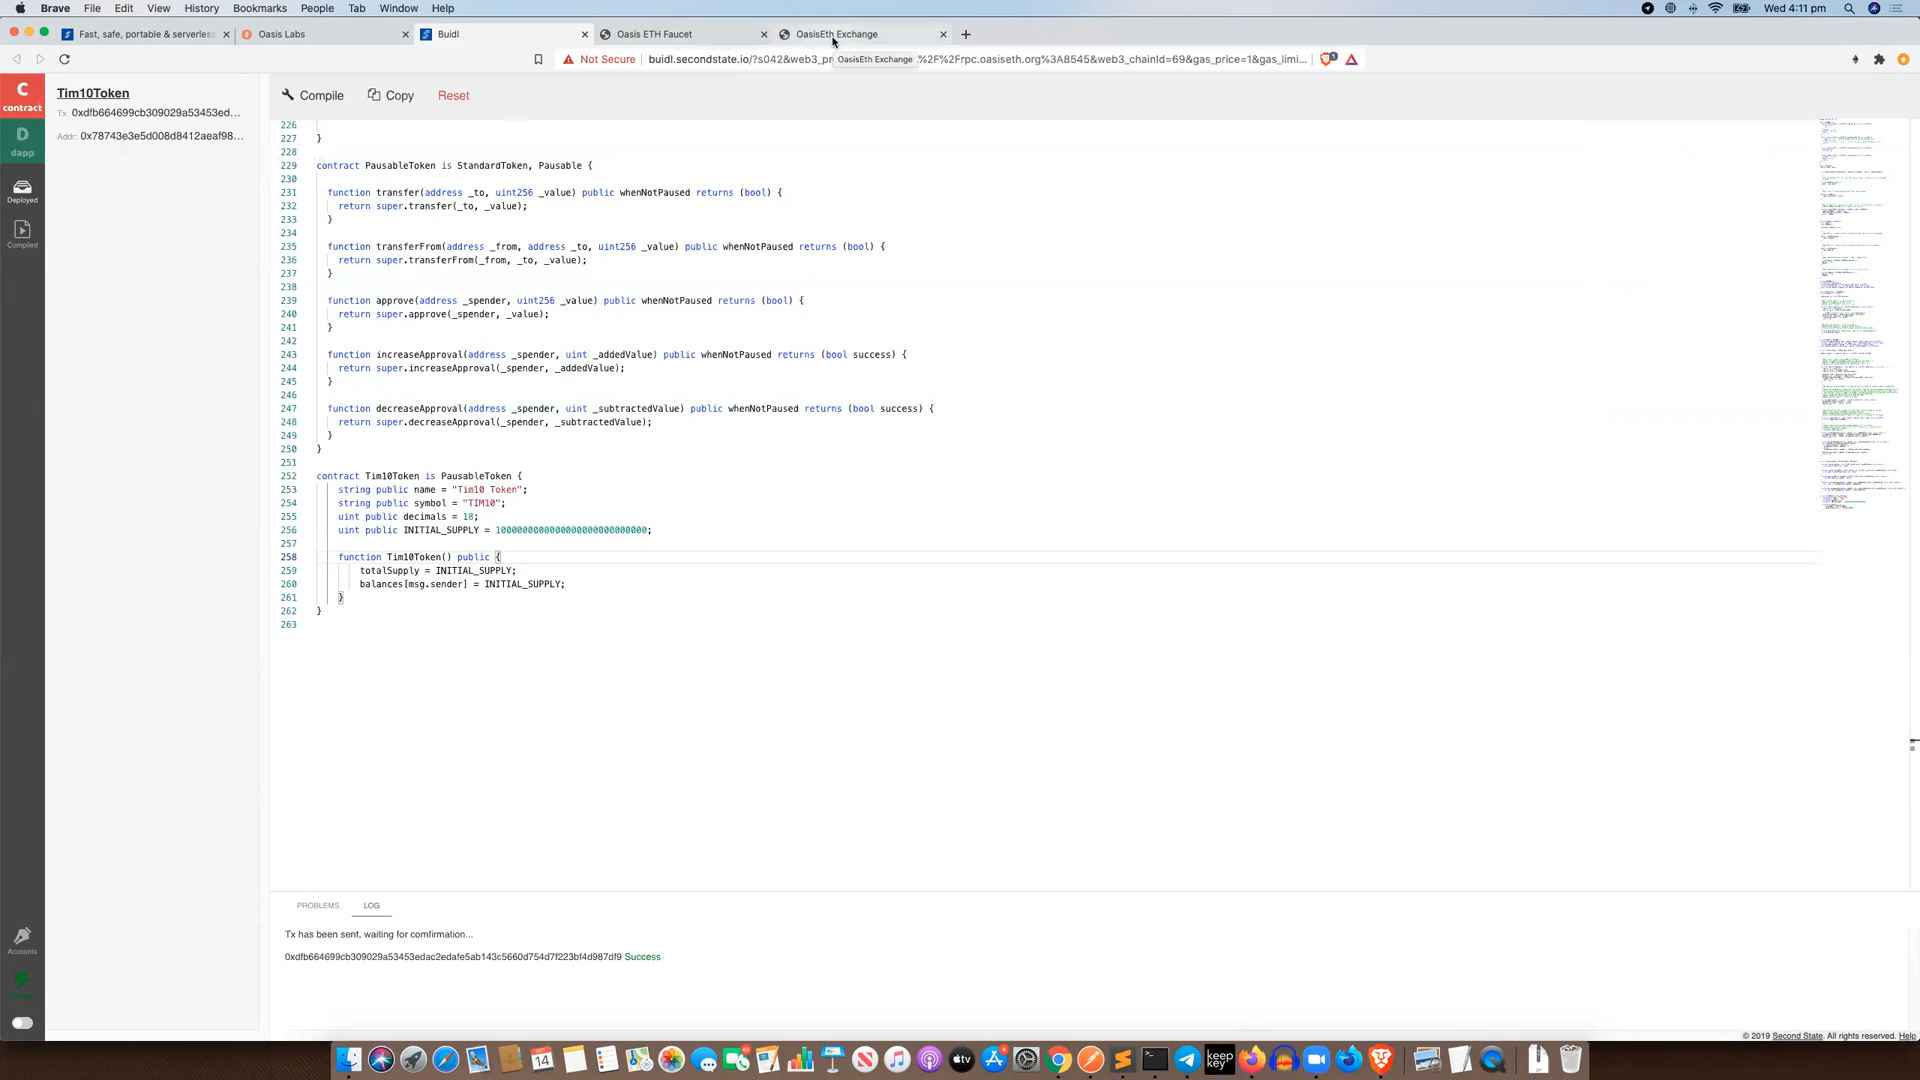 Brave File Edit View History Bookmarks People Tab Window Help
Wed 4:11 pm
Fast, safe, portable & serverless
Oasis Labs
Buidl
Oasis ETH Faucet
OasisEth Exchange
Not Secure
buidl.secondstate.io/?s042&web3_pr
OasisEth Exchange
%2F%2Frpc.oasiseth.org%3A8545&web3_chainId=69&gas_price=1&gas_limi...
C
contract
D
dapp
Deployed
Compiled
Accounts
Tim10Token
Tx: 0xdfb664699cb309029a53453ed...
Addr: 0x78743e3e5d008d8412aeaf98...
Compile Copy Reset
226
227 }
228
229 contract PausableToken is StandardToken, Pausable {
230
231 function transfer(address _to, uint256 _value) public whenNotPaused returns (bool) {
232 return super.transfer(_to, _value);
233 }
234
235 function transferFrom(address _from, address _to, uint256 _value) public whenNotPaused returns (bool) {
236 return super.transferFrom(_from, _to, _value);
237 }
238
239 function approve(address _spender, uint256 _value) public whenNotPaused returns (bool) {
240 return super.approve(_spender, _value);
241 }
242
243 function increaseApproval(address _spender, uint _addedValue) public whenNotPaused returns (bool success) {
244 return super.increaseApproval(_spender, _addedValue);
245 }
246
247 function decreaseApproval(address _spender, uint _subtractedValue) public whenNotPaused returns (bool success) {
248 return super.decreaseApproval(_spender, _subtractedValue);
249 }
250 }
251
252 contract Tim10Token is PausableToken {
253 string public name = "Tim10 Token";
254 string public symbol = "TIM10";
255 uint public decimals = 18;
256 uint public INITIAL_SUPPLY =
257
258 function Tim10Token() public {
259 totalSupply = INITIAL_SUPPLY;
260 balances[msg.sender] = INITIAL_SUPPLY;
261 }
262 }
263
PROBLEMS LOG
Tx has been sent, waiting for comfirmation...
0xdfb664699cb309029a53453edac2edafe5ab143c5660d754d7f223bf4d987df9 Success
© 2019 Second State. All rights reserved. Help
OCT
14
tv
keep
key